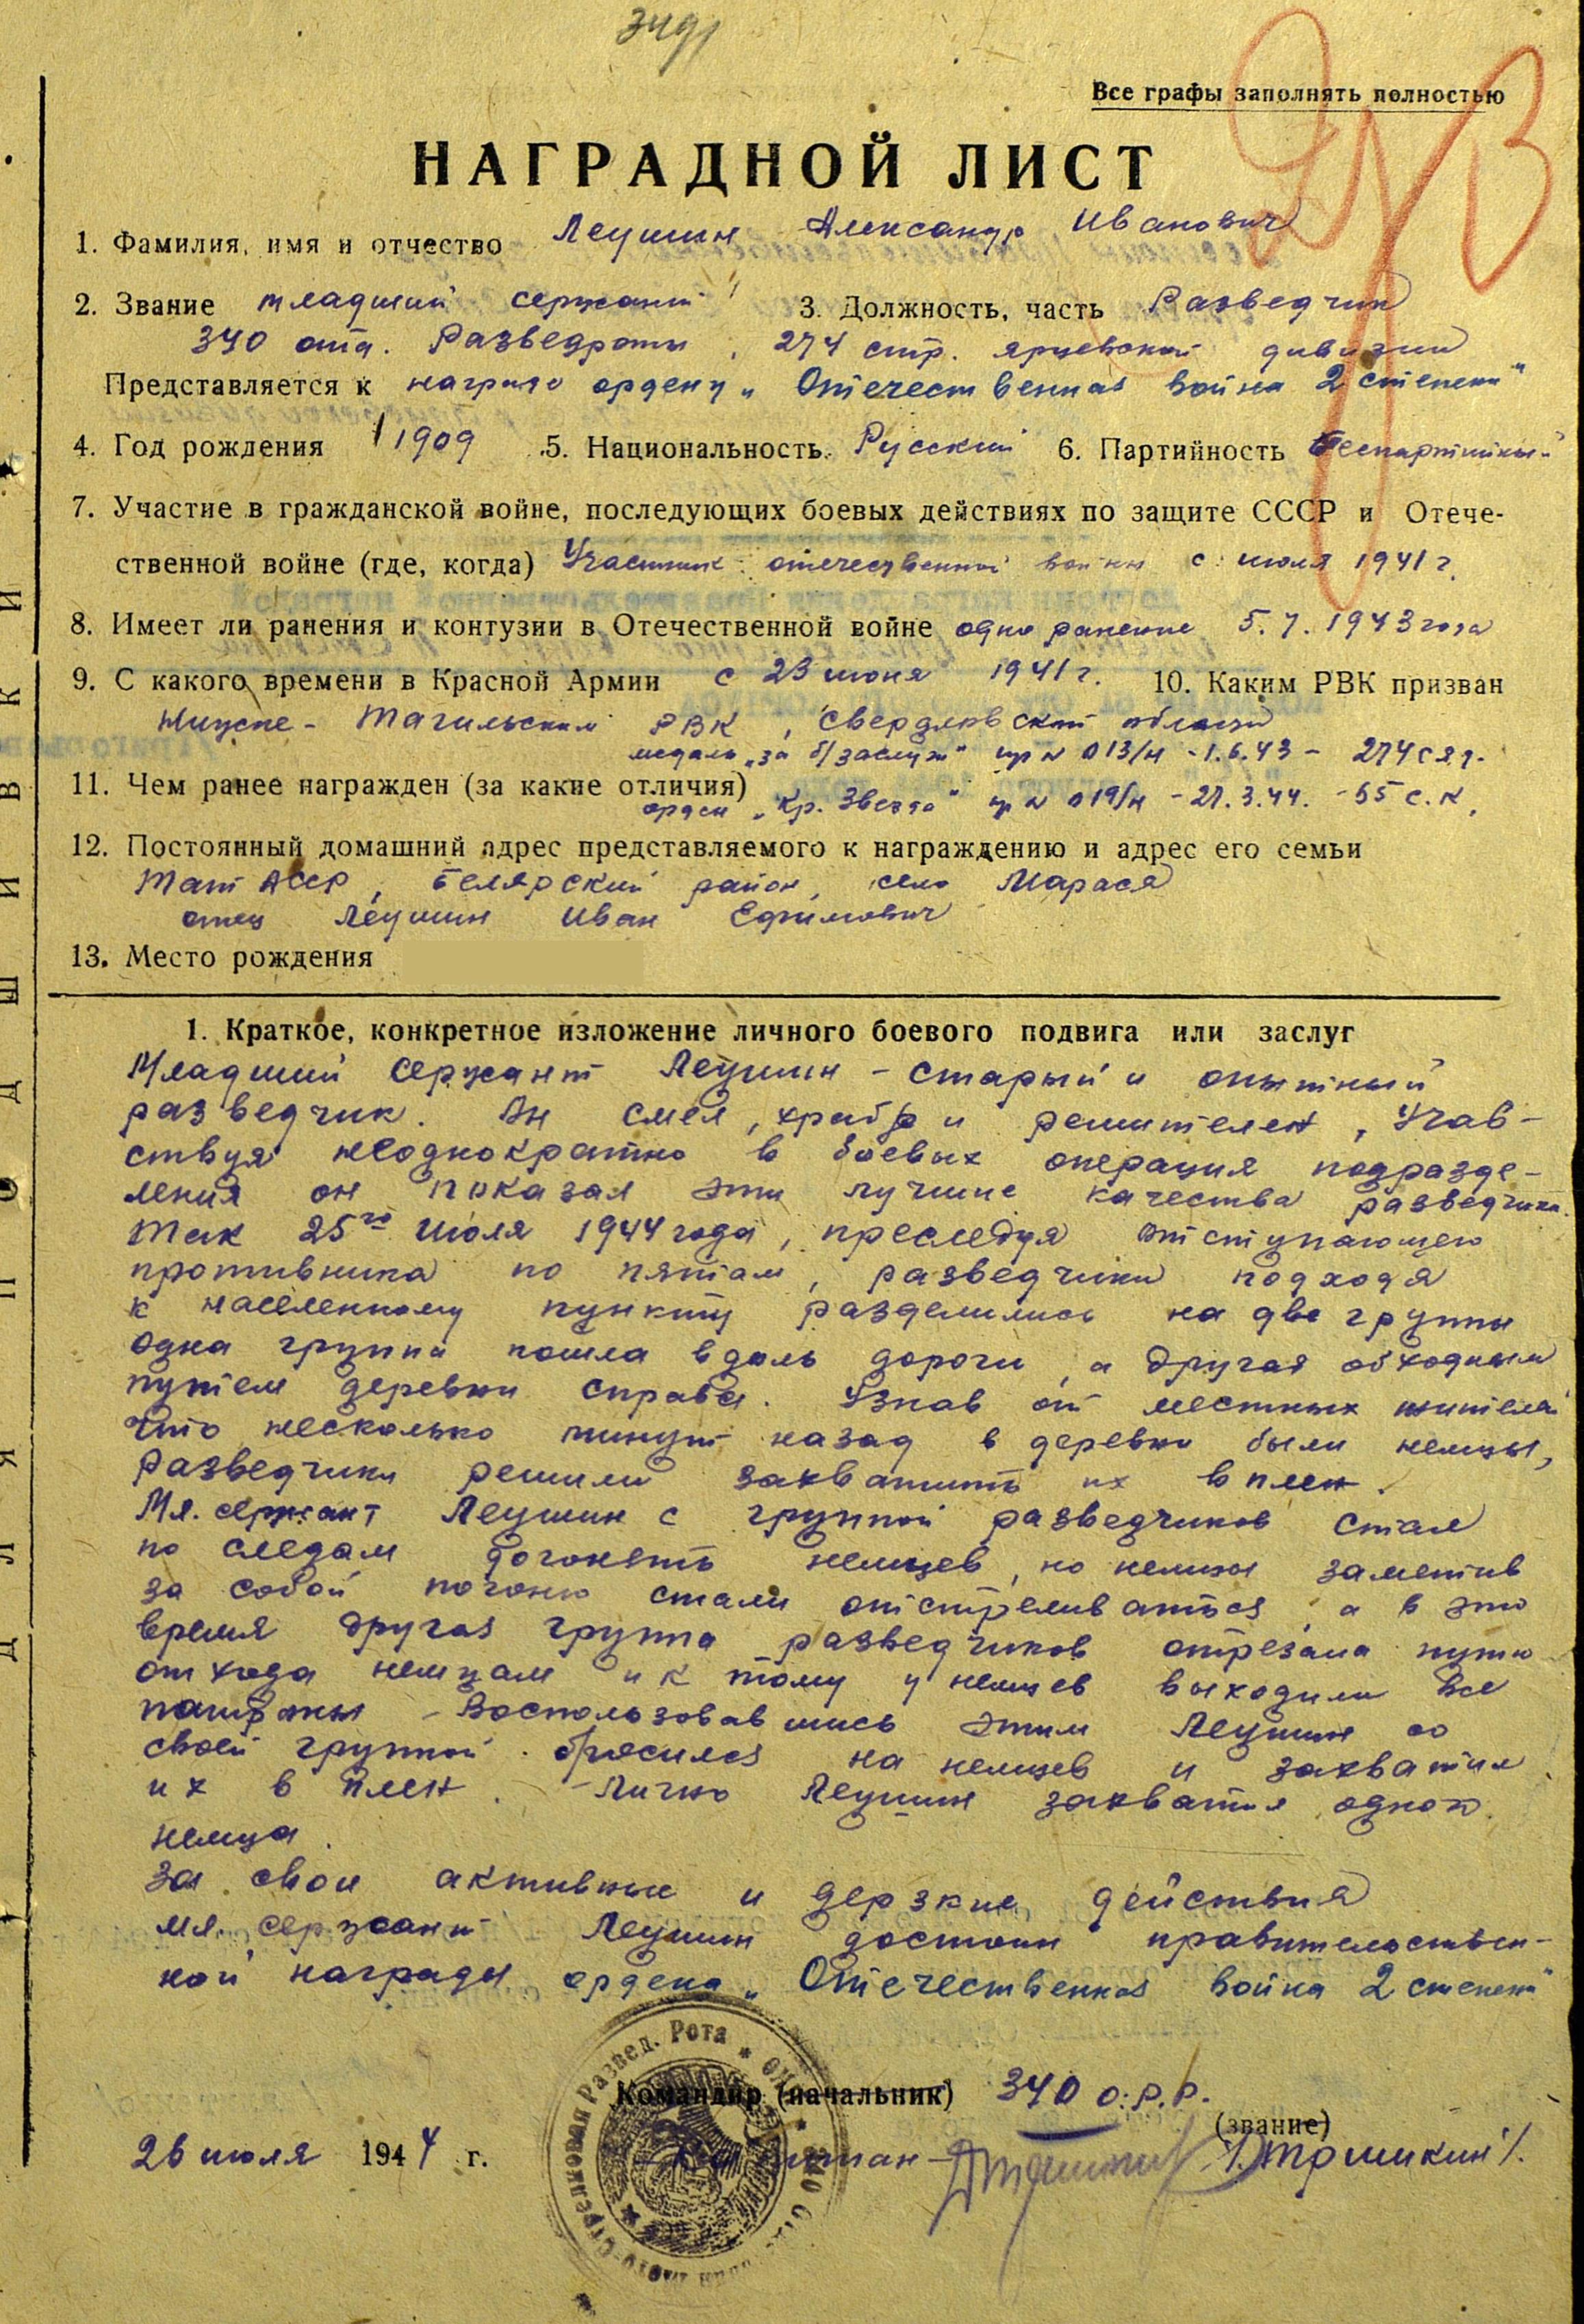 Все графы заполнять полностью
НАГРАДНОЙ ЛИСТ
1. Фамилия, имя и отчество Леушин Александр Иванович
2. Звание младший сержант 3. Должность, часть Разведчик
340 отд. Разведроты, 274 стр. ярцевской дивизии
Представляется к награде ордену „Отечественная война 2 степени"
4. Год рождения 1909 5. Национальность Русский 6. Партийность Беспартийный
7. Участие в гражданской войне, последующих боевых действиях по защите СССР и Отече-
ственной войне (где, когда) Участник отечественной войны с июля 1941 г.
8. Имеет ли ранения и контузии в Отечественной войне одно ранение 5.7.1943 года
9. С какого времени в Красной Армии с 23 июня 1941 г. 10. Каким РВК призван
Нижне-Тагильским РВК, Свердловской области
медаль „за б/заслуги" пр N 013/н - 1.6.43 - 274 с.д.
11. Чем ранее награжден (за какие отличия)
орден „Кр. Звезда" пр N 019/н - 27.3.44. - 65 с.к.
12. Постоянный домашний адрес представляемого к награждению и адрес его семьи
Тат АССР, Белярский район, село Мараса
отец Леушин Иван Ефимович
13. Место рождения
1. Краткое, конкретное изложение личного боевого подвига или заслуг
Младший сержант Леушин - старый и опытный
разведчик. Он смел, храбр и решителен, Учав-
ствуя неоднократно в боевых операция подразде-
ления он показал эти лучшие качества разведчика.
Так 25го Июля 1944 года, преследуя отступающего
противника по пятам, разведчики подходя
к населенному пункту разделились на две группы
одна группа пошла вдоль дороги, а другая обходным
путем деревни справа. Узнав от местных жителей
что несколько минут назад в деревни были немцы,
Разведчики решили захватить их в плен.
Мл. сержант Леушин с группой разведчиков стал
по следам догонять немцев, но немцы заметив
за собой погоню стали отстреливаться, а в это
время другая группа разведчиков отрезала пути
отхода немцам и к тому у немцев выходили все
патроны - Воспользовавшись этим Леушин со
своей группой бросился на немцев и захватил
их в плен. - Лично Леушин захватил одного
немца.
За свои активные и дерзкие действия
мл. сержант Леушин достоин правительствен-
ной награды ордена „Отечественная война 2 степени"
Командир (начальник) 340 о.р.р.
(звание)
26 июля 1944 г. Капитан /Трошикин/.
Развед. Рота